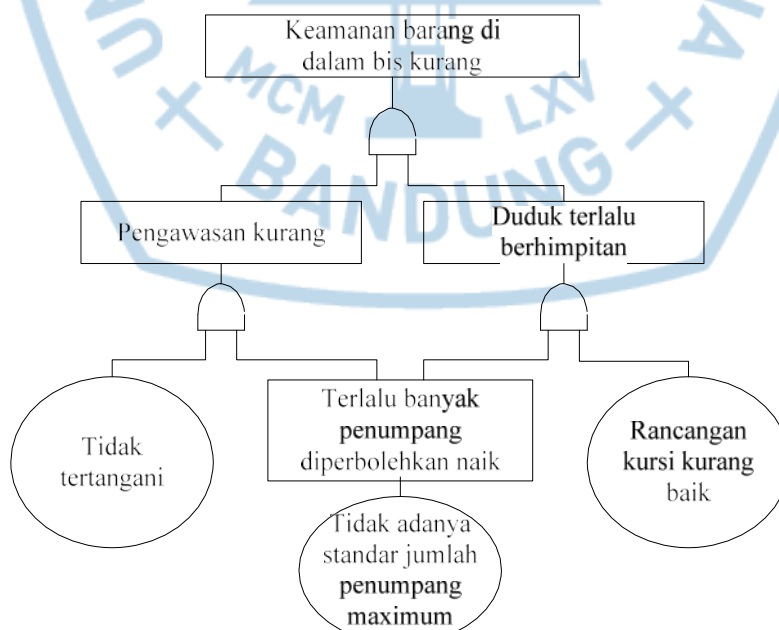 Keamanan barang di
dalam bis kurang
MCM
LXV
BANDUNG
Pengawasan kurang
Duduk terlalu
berhimpitan
Tidak
tertangani
Terlalu banyak
penumpang
diperbolehkan naik
Rancangan
kursi kurang
baik
Tidak adanya
standar jumlah
penumpang
maximum